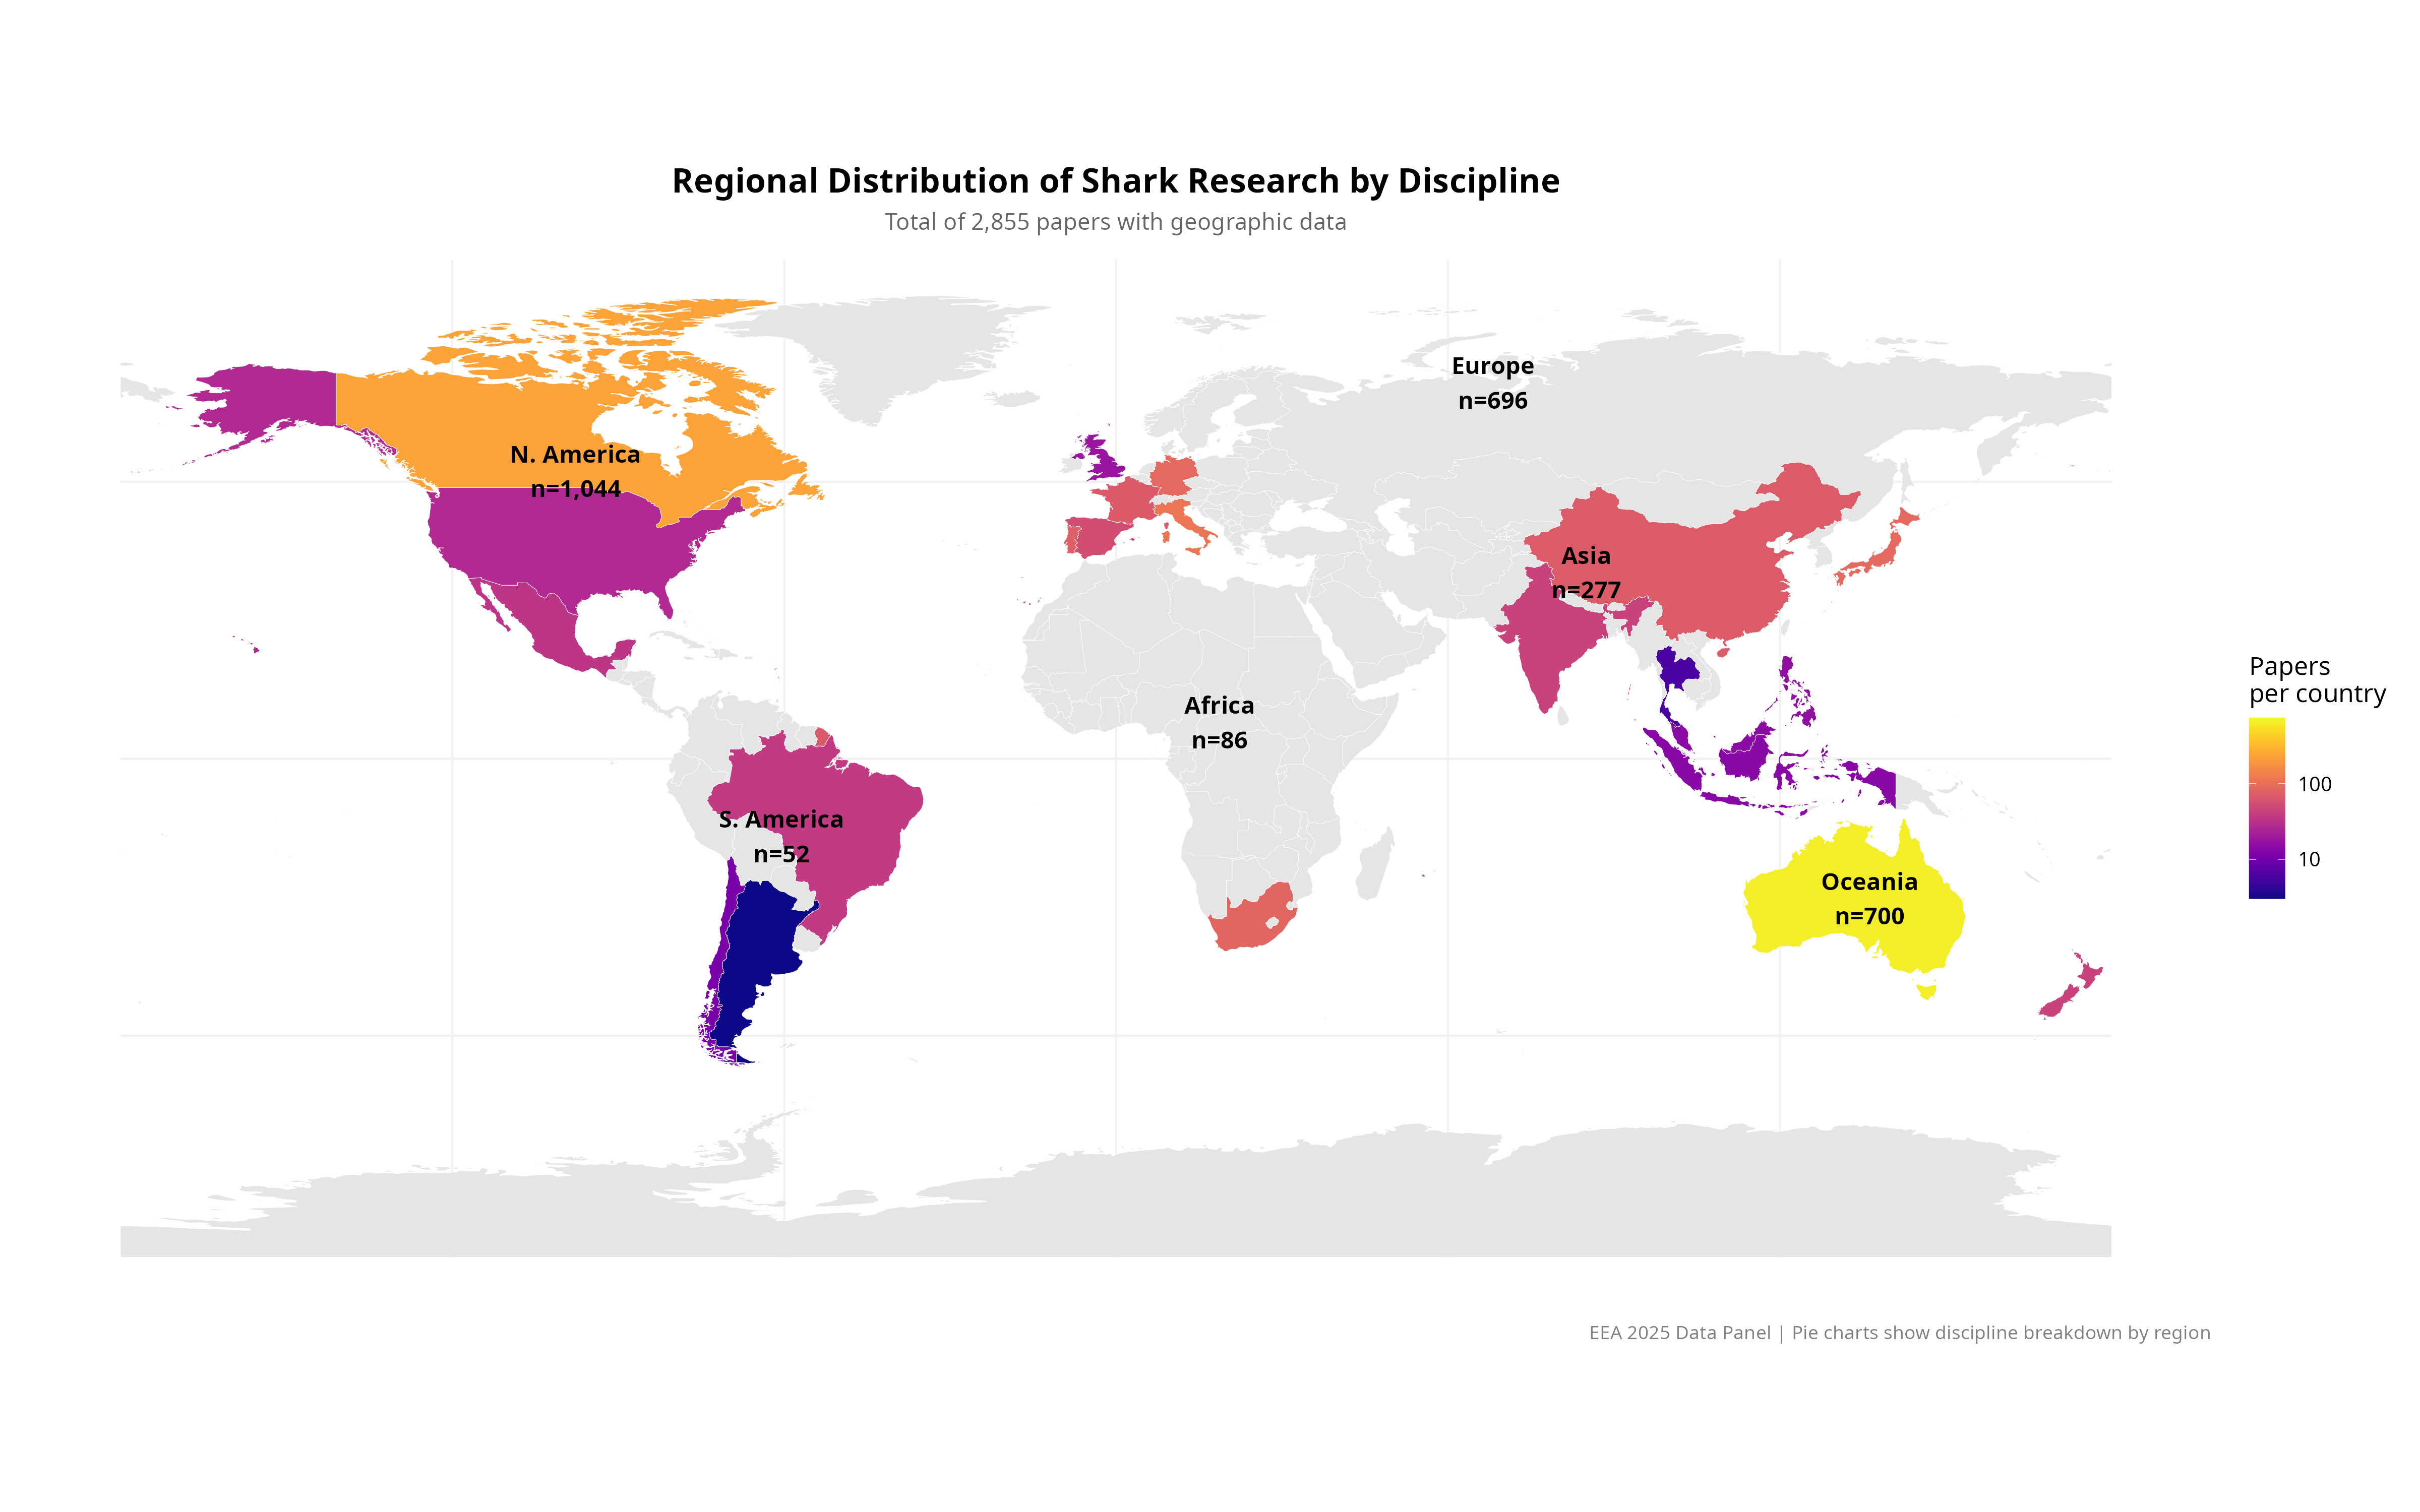 Regional Distribution of Shark Research by Discipline
Total of 2,855 papers with geographic data
Europe
n=696
N. America
n=1,044
Asia
n=277
Africa
n=86
S. America
n=52
Oceania
n=700
Papers
per country
100
10
EEA 2025 Data Panel | Pie charts show discipline breakdown by region